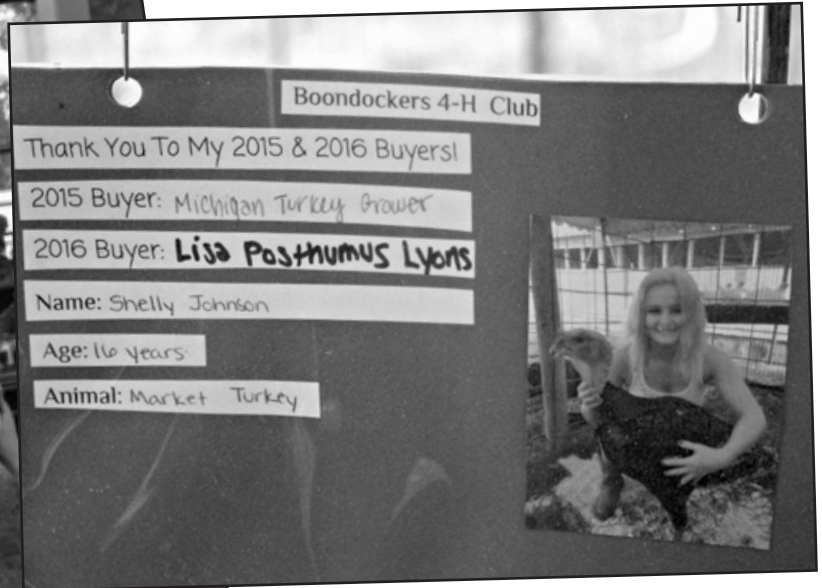 Boondockers 4-H Club
Thank You To My 2015 & 2016 Buyers!
2015 Buyer: Michigan Turkey Grower
2016 Buyer: Lisa Posthumus Lyons
Name: Shelly Johnson
Age: 16 years
Animal: Market Turkey